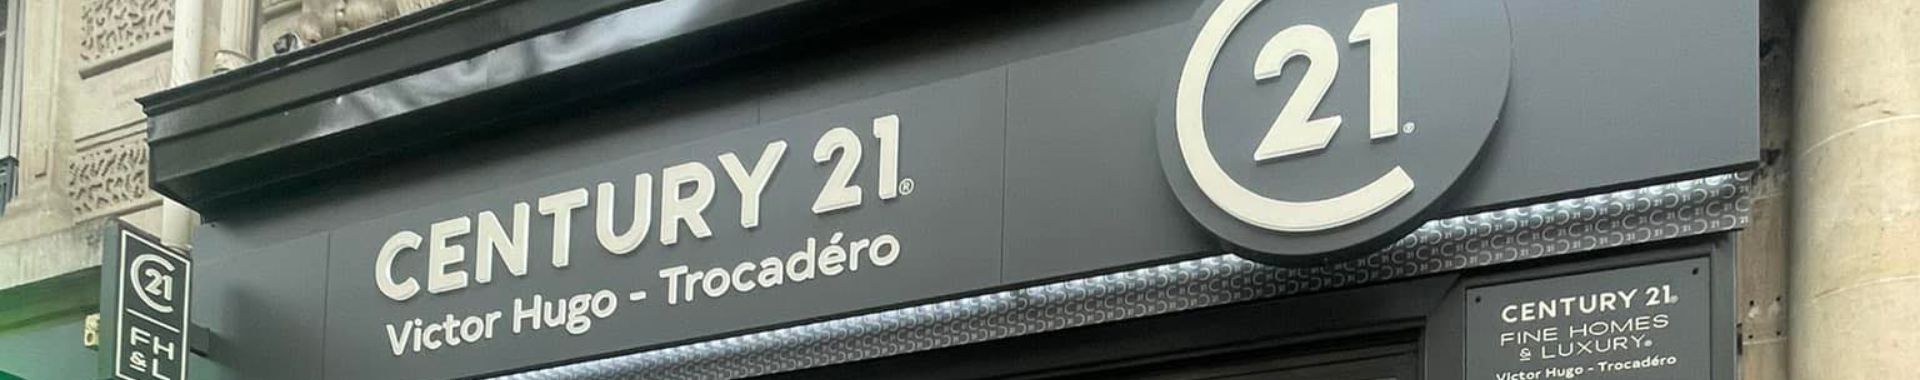 CENTURY 21®
Victor Hugo - Trocadéro
21®
21
FH
&L
CENTURY 21®
FINE HOMES
& LUXURY®
Victor Hugo - Trocadéro